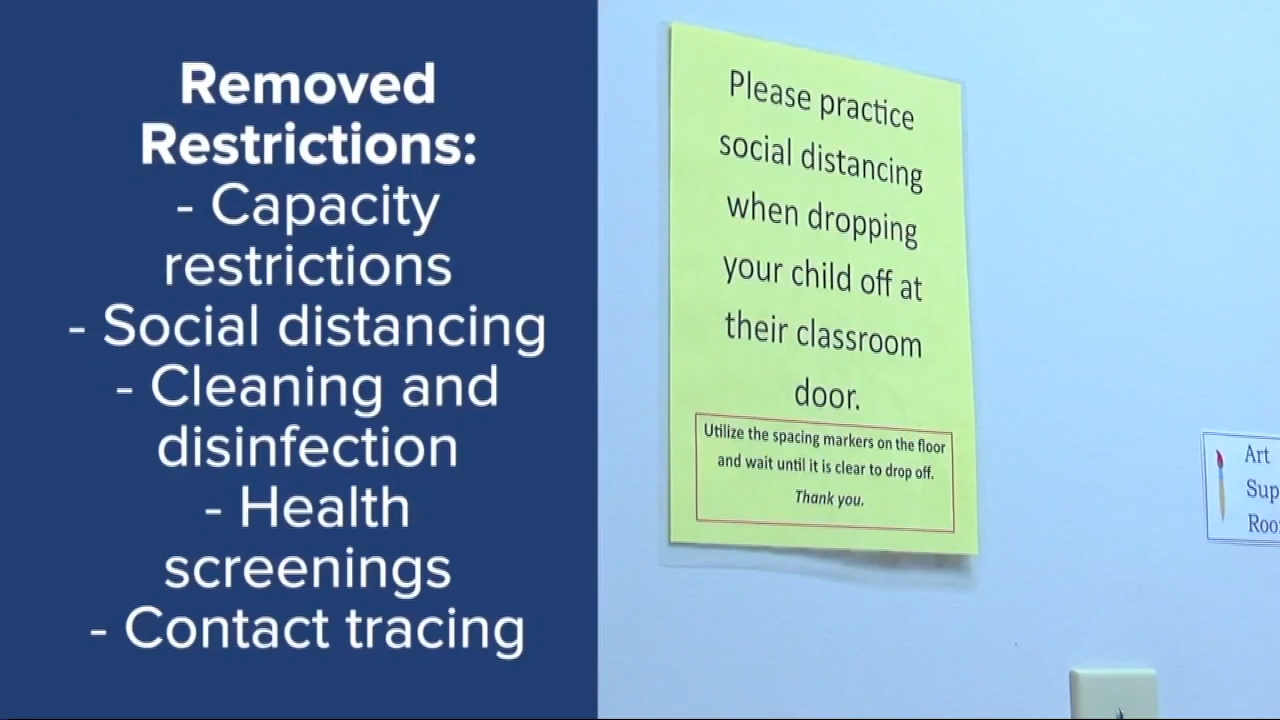 Removed
Restrictions:
- Capacity
restrictions
- Social distancing
- Cleaning and
disinfection
- Health
screenings
- Contact tracing
Please practice
social distancing
when dropping
your child off at
their classroom
door.
Utilize the spacing markers on the floor
and wait until it is clear to drop off.
Thank you.
Art